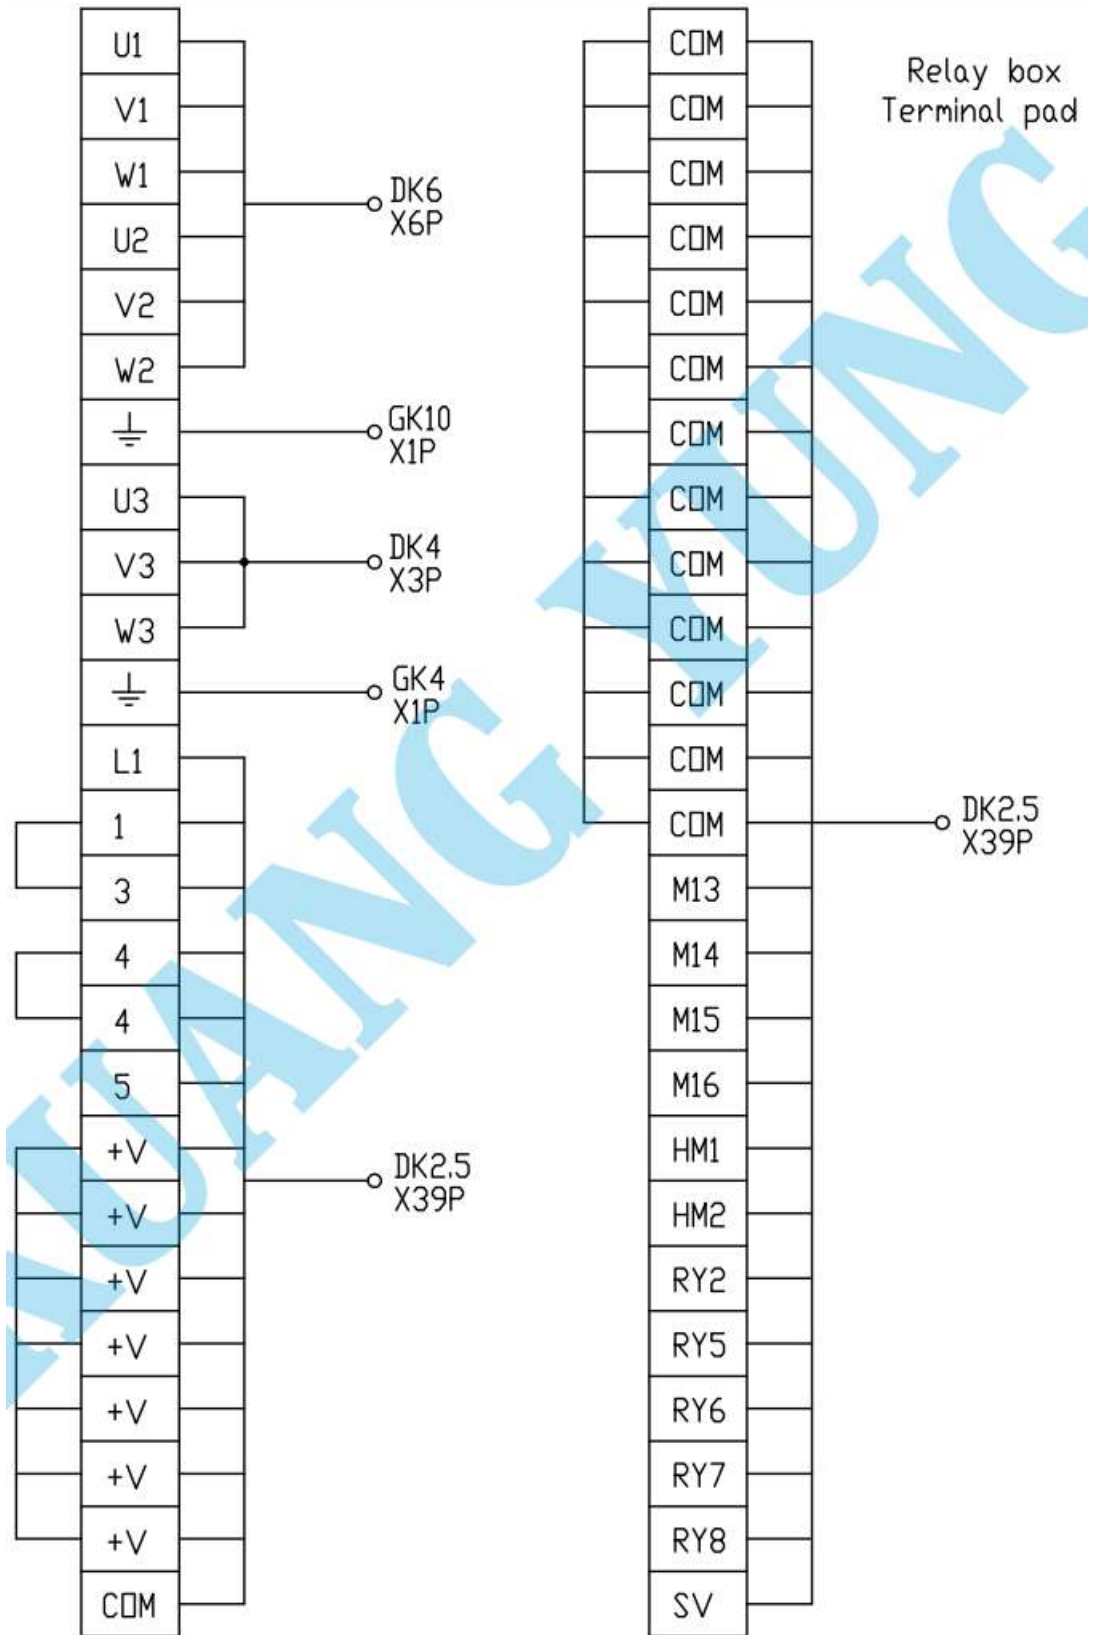 U1
V1
W1
U2
V2
W2
U3
V3
W3
L1
1
3
4
4
5
+V
+V
+V
+V
+V
+V
+V
COM
DK6
X6P
GK10
X1P
DK4
X3P
GK4
X1P
DK2.5
X39P
COM
COM
COM
COM
COM
COM
COM
COM
COM
COM
COM
COM
COM
M13
M14
M15
M16
HM1
HM2
RY2
RY5
RY6
RY7
RY8
SV
Relay box
Terminal pad
DK2.5
X39P
UANG YUNG